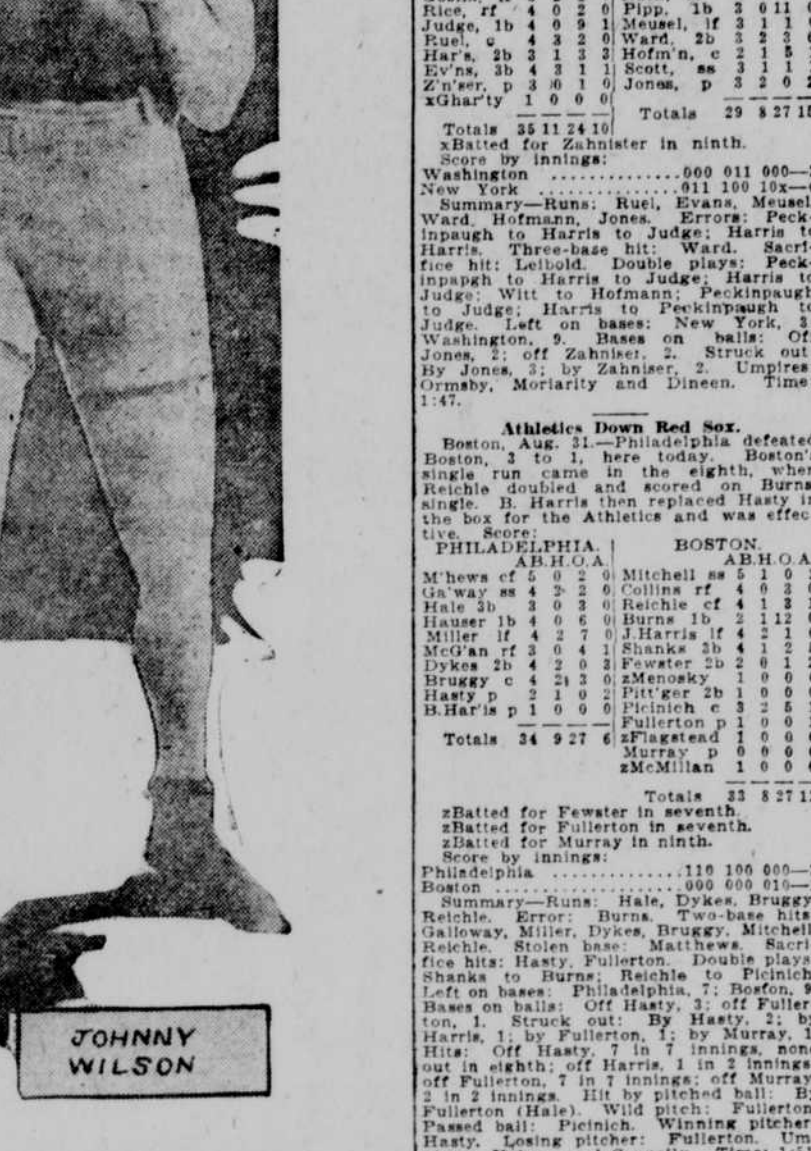 Rice, rf 4 0 2 0
Judge, 1b 4 0 9 1
Ruel, c 4 3 2 0
Har's, 2b 3 1 3 3
Ev'ns, 3b 4 3 1 1
Z'n'ser, p 3 0 1 0
xGhar'ty 1 0 0 0
Totals 35 11 24 10
Pipp, 1b 3 0 11
Meusel, lf 3 1 1
Ward, 2b 3 2 3
Hofm'n, c 2 1 5
Scott, ss 3 1 1
Jones, p 3 2 0
Totals 29 8 27
xBatted for Zahnister in ninth.
Score by innings:
Washington ..............000 011 000—
New York ..............011 100 10x—
Summary—Runs: Ruel, Evans, Meusel
Ward, Hofmann, Jones. Errors: Peck-
inpaugh to Harris to Judge; Harris to
Harris. Three-base hit: Ward. Sacri-
fice hit: Leibold. Double plays: Peck-
inpapgh to Harris to Judge; Harris to
Judge; Witt to Hofmann; Peckinpaugh
to Judge; Harris to Peckinpaugh to
Judge. Left on bases: New York, 3
Washington, 9. Bases on balls: Of
Jones, 2; off Zahniser, 2. Struck out
By Jones, 3; by Zahniser, 2. Umpires
Ormsby, Moriarity and Dineen. Time
1:47.
Athletics Down Red Sox.
Boston, Aug. 31.—Philadelphia defeated
Boston, 3 to 1, here today. Boston'
single run came in the eighth, when
Reichle doubled and scored on Burns
single. B. Harris then replaced Hasty in
the box for the Athletics and was effec
tive. Score:
PHILADELPHIA.
AB.H.O.A.
M'hews cf 5 0 2 0
Ga'way ss 4 2 2 0
Hale 3b 3 0 3 0
Hauser 1b 4 0 6 0
Miller lf 4 2 7 0
McG'an rf 3 0 4 1
Dykes 2b 4 2 0 3
Bruggy c 4 2 3 0
Hasty p 2 1 0 2
B.Har'is p 1 0 0 0
Totals 34 9 27 6
BOSTON.
AB.H.O.A
Mitchell ss 5 1 0
Collins rf 4 0 3
Reichle cf 4 1 3
Burns 1b 2 1 12
J.Harris lf 4 2 1
Shanks 3b 4 1 2
Fewster 2b 2 0 1
zMenosky 1 0 0
Pitt'ger 2b 1 0 0
Picinich c 3 2 5
Fullerton p 1 0 0
zFlagstead 1 0 0
Murray p 0 0 0
zMcMillan 1 0 0
Totals 33 8 27
zBatted for Fewster in seventh.
zBatted for Fullerton in seventh.
zBatted for Murray in ninth.
Score by innings:
Philadelphia ..............110 100 000—
Boston ..................000 000 010—
Summary—Runs: Hale, Dykes, Bruggy
Reichle. Error: Burns. Two-base hits
Galloway, Miller, Dykes, Bruggy, Mitchell
Reichle. Stolen base: Matthews. Sacri
fice hits: Hasty, Fullerton. Double plays
Shanks to Burns; Reichle to Picinich
Left on bases: Philadelphia, 7; Boston, 9
Bases on balls: Off Hasty, 3; off Fuller
ton, 1. Struck out: By Hasty, 2; by
Harris, 1; by Fullerton, 1; by Murray, 1
Hits: Off Hasty, 7 in 7 innings, none
out in eighth; off Harris, 1 in 2 innings
off Fullerton, 7 in 7 innings; off Murray
2 in 2 innings. Hit by pitched ball: By
Fullerton (Hale). Wild pitch: Fullerton
Passed ball: Picinich. Winning pitcher
Hasty. Losing pitcher: Fullerton. Um
JOHNNY
WILSON